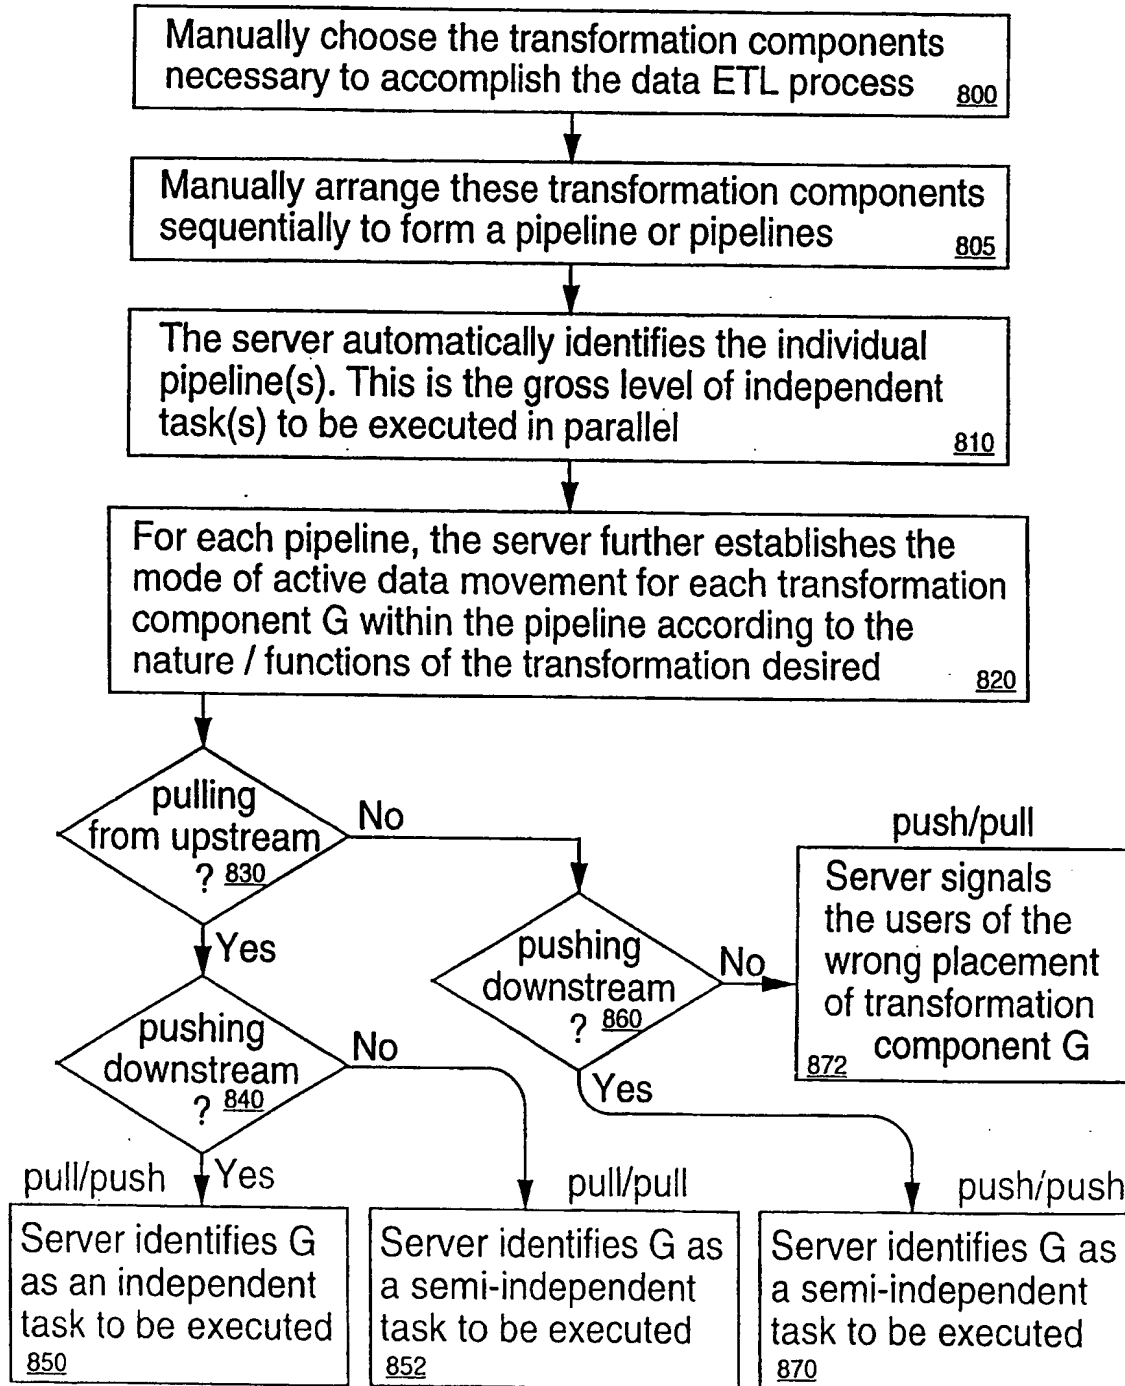 Manually choose the transformation components
necessary to accomplish the data ETL process
800
Manually arrange these transformation components
sequentially to form a pipeline or pipelines
805
The server automatically identifies the individual
pipeline(s). This is the gross level of independent
task(s) to be executed in parallel
810
For each pipeline, the server further establishes the
mode of active data movement for each transformation
component G within the pipeline according to the
nature / functions of the transformation desired
820
pulling
from upstream
? 830
No
Yes
pushing
downstream
? 860
No
Yes
push/pull
Server signals
the users of the
wrong placement
of transformation
component G
872
pushing
downstream
? 840
No
Yes
pull/push
Server identifies G
as an independent
task to be executed
850
pull/pull
Server identifies G as
a semi-independent
task to be executed
852
push/push
Server identifies G as
a semi-independent
task to be executed
870